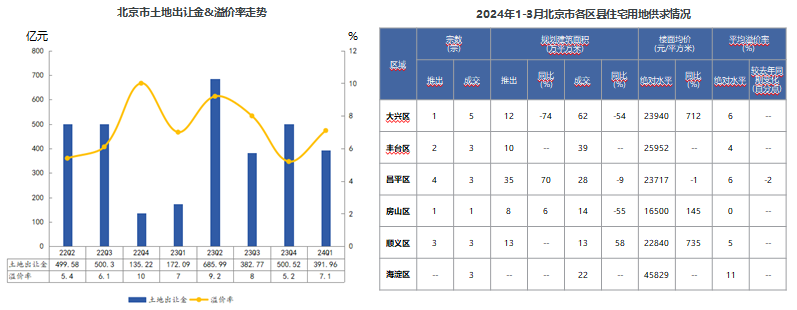 北京市土地出让金&溢价率走势
亿元 %
800 12
700
600 10
500 8
400 6
300
200 4
100 2
0 0
22Q2 22Q3 22Q4 23Q1 23Q2 23Q3 23Q4 24Q1
土地出让金 499.58 500.3 135.22 172.09 685.99 382.77 500.52 391.96
溢价率 5.4 6.1 10 7 9.2 8 5.2 7.1
土地出让金 溢价率
2024年1-3月北京市各区县住宅用地供求情况
区域 宗数(宗) 规划建筑面积(万平方米) 楼面均价(元/平方米) 平均溢价率(%)
推出 成交 推出 同比(%) 成交 同比(%) 绝对水平 同比(%) 绝对水平 较去年同期变化(百分点)
大兴区 1 5 12 -74 62 -54 23940 712 6 --
丰台区 2 3 10 -- 39 -- 25952 -- 4 --
昌平区 4 3 35 70 28 -9 23717 -1 6 -2
房山区 1 1 8 6 14 -55 16500 145 0 --
顺义区 3 3 13 -- 13 58 22840 735 5 --
海淀区 -- 3 -- -- 22 -- 45829 -- 11 --